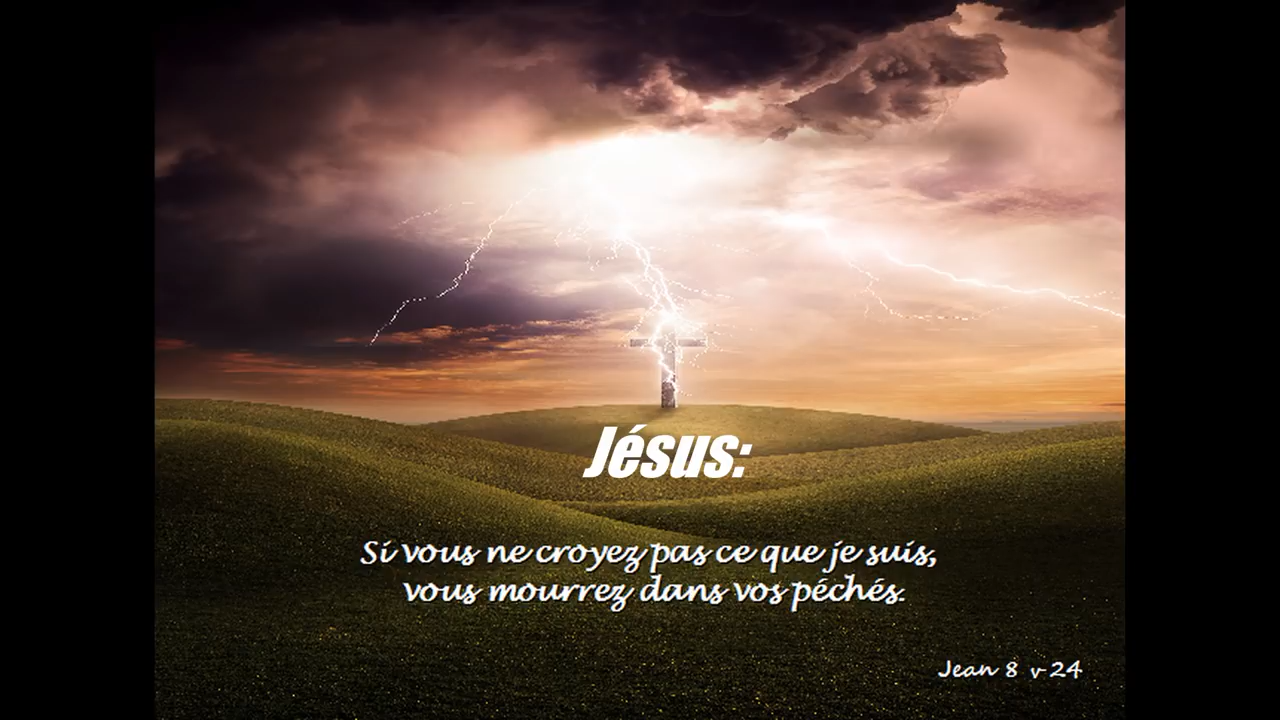 Jésus:
Si vous ne croyez pas ce que je suis,
vous mourrez dans vos péchés.
Jean 8 v 24